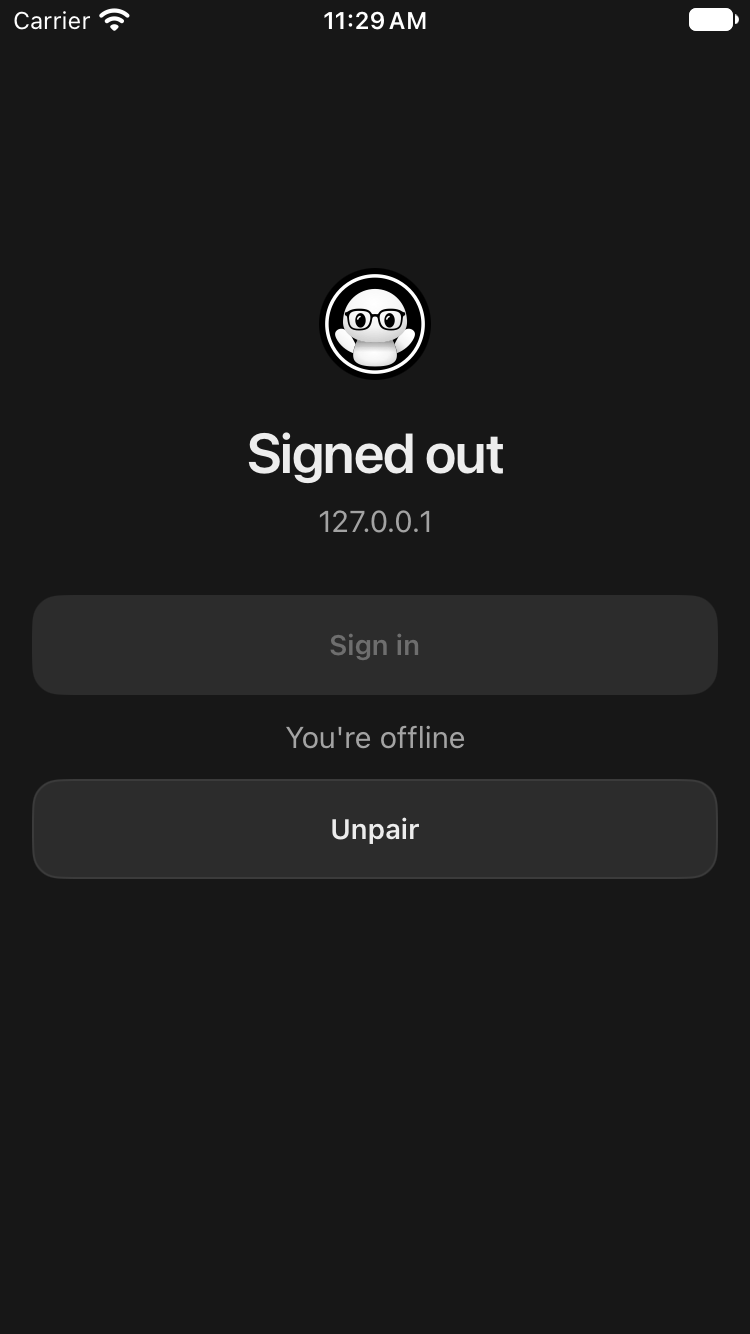 Carrier
11:29 AM
Signed out
127.0.0.1
Sign in
You're offline
Unpair